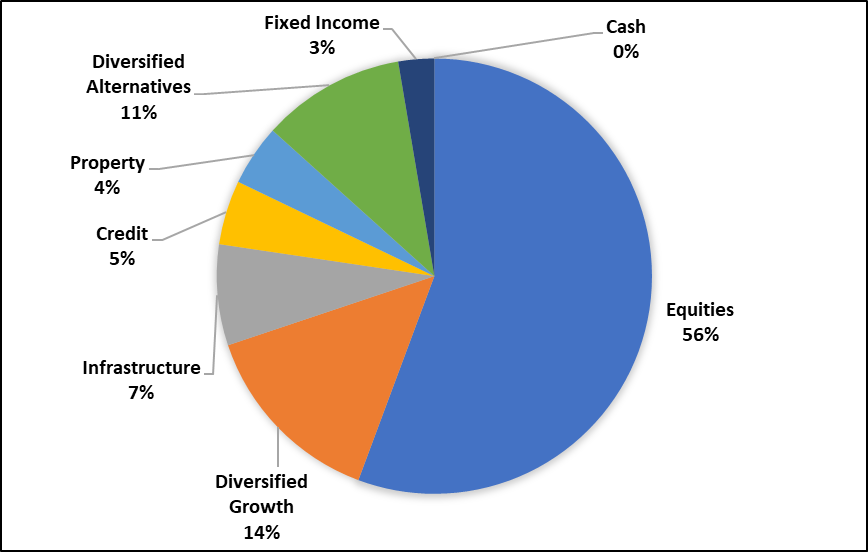 Fixed Income
3%
Cash
0%
Diversified
Alternatives
11%
Property
4%
Credit
5%
Equities
56%
Infrastructure
7%
Diversified
Growth
14%